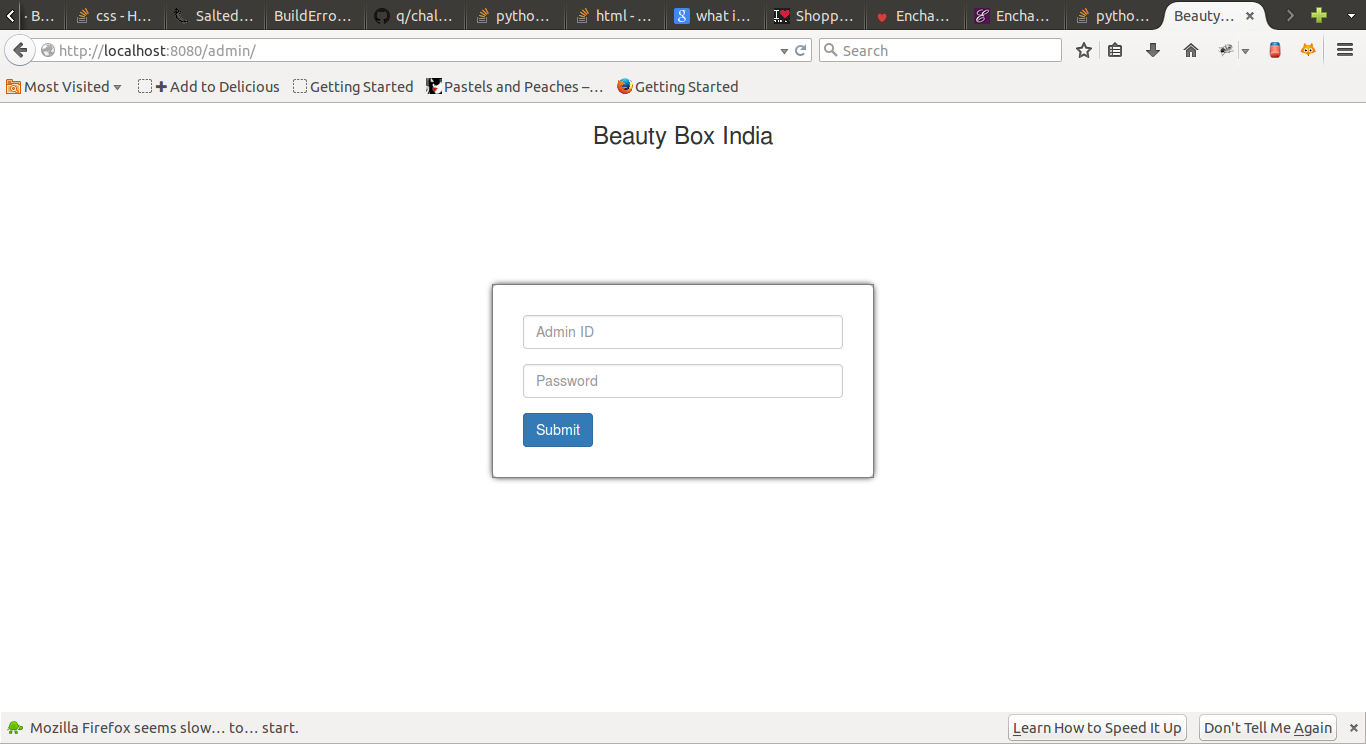 · B… css - H… Salted… BuildErro… q/chal… pytho… html - … what i… Shopp… Encha… Encha… pytho… Beauty…
http://localhost:8080/admin/ Search
Most Visited Add to Delicious Getting Started Pastels and Peaches –… Getting Started
Beauty Box India
Admin ID
Password
Submit
Mozilla Firefox seems slow… to… start. Learn How to Speed It Up Don't Tell Me Again